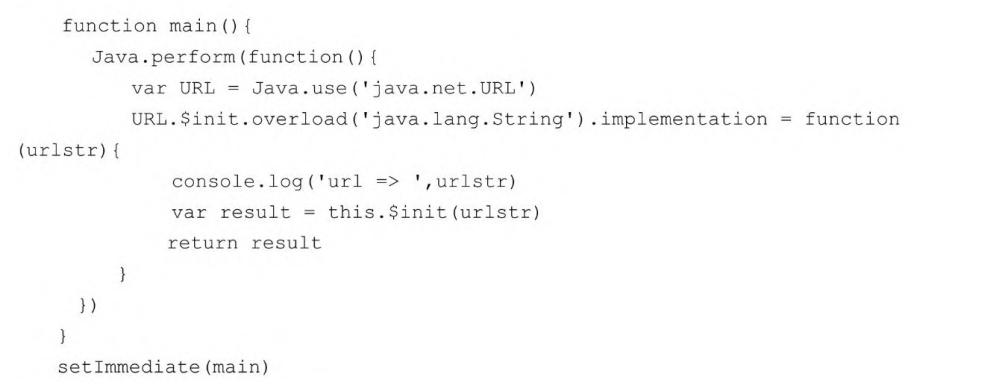 function main(){
Java.perform(function(){
var URL = Java.use('java.net.URL')
URL.$init.overload('java.lang.String').implementation = function
(urlstr){
console.log('url => ',urlstr)
var result = this.$init(urlstr)
return result
}
})
}
setImmediate(main)